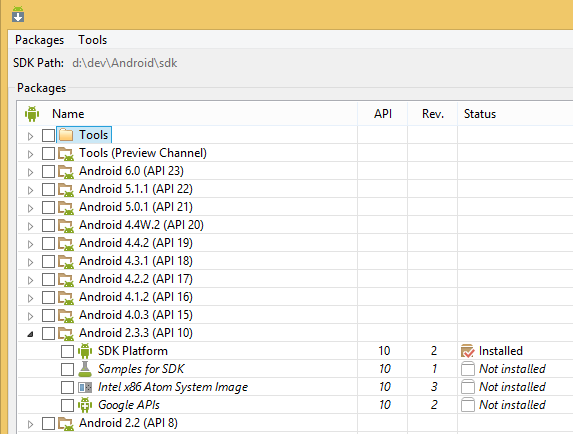 Packages Tools
SDK Path: d:\dev\Android\sdk
Packages
Name API Rev. Status
Tools
Tools (Preview Channel)
Android 6.0 (API 23)
Android 5.1.1 (API 22)
Android 5.0.1 (API 21)
Android 4.4W.2 (API 20)
Android 4.4.2 (API 19)
Android 4.3.1 (API 18)
Android 4.2.2 (API 17)
Android 4.1.2 (API 16)
Android 4.0.3 (API 15)
Android 2.3.3 (API 10)
SDK Platform 10 2 Installed
Samples for SDK 10 1 Not installed
Intel x86 Atom System Image 10 3 Not installed
Google APIs 10 2 Not installed
Android 2.2 (API 8)